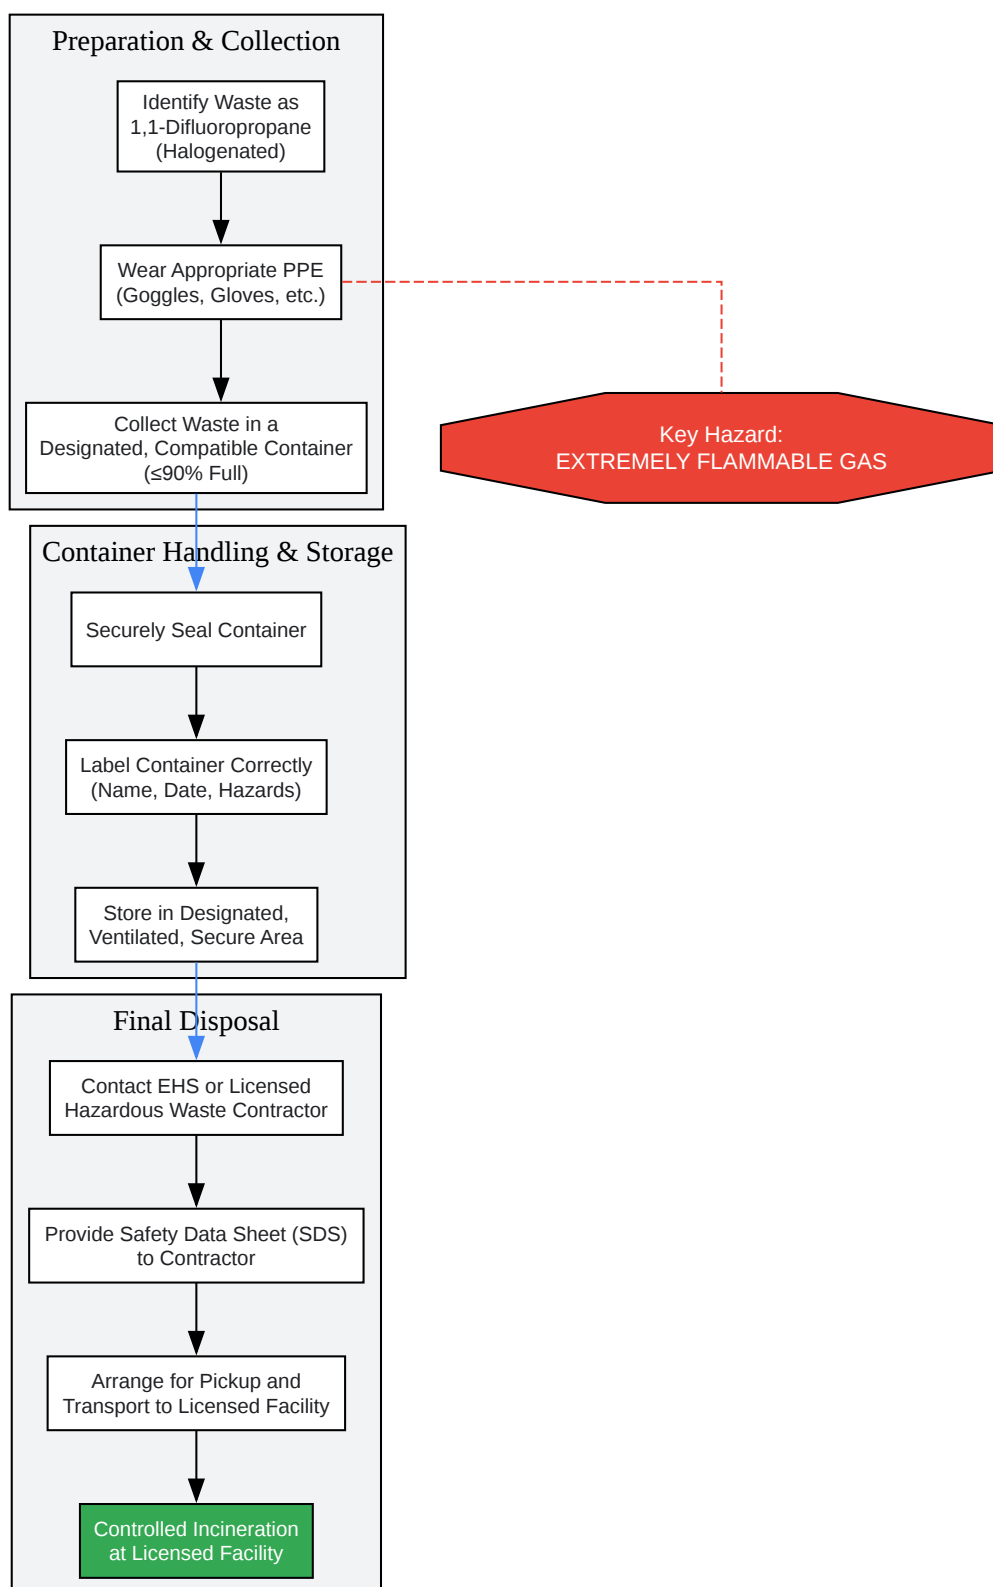 Preparation & Collection
Identify Waste as
1,1-Difluoropropane
(Halogenated)
Wear Appropriate PPE
(Goggles, Gloves, etc.)
Collect Waste in a
Designated, Compatible Container
(≤90% Full)
Key Hazard:
EXTREMELY FLAMMABLE GAS
Container Handling & Storage
Securely Seal Container
Label Container Correctly
(Name, Date, Hazards)
Store in Designated,
Ventilated, Secure Area
Final Disposal
Contact EHS or Licensed
Hazardous Waste Contractor
Provide Safety Data Sheet (SDS)
to Contractor
Arrange for Pickup and
Transport to Licensed Facility
Controlled Incineration
at Licensed Facility